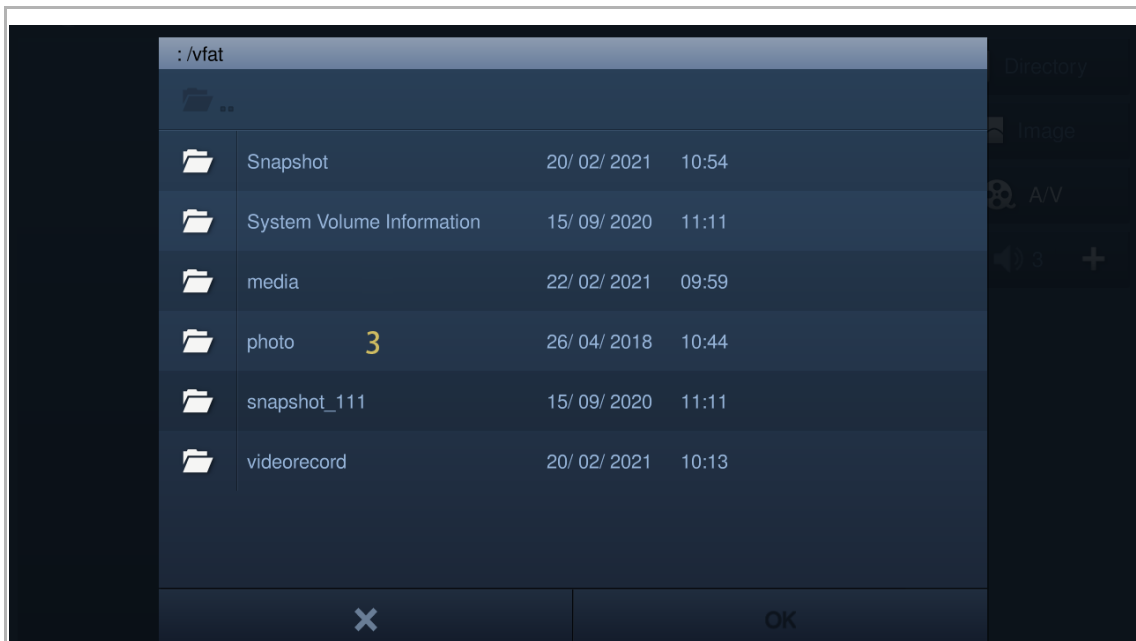 : /vfat
..
Snapshot 20/ 02/ 2021 10:54
System Volume Information 15/ 09/ 2020 11:11
media 22/ 02/ 2021 09:59
photo 3 26/ 04/ 2018 10:44
snapshot_111 15/ 09/ 2020 11:11
videorecord 20/ 02/ 2021 10:13
OK
Directory
Image
A/V
3 +